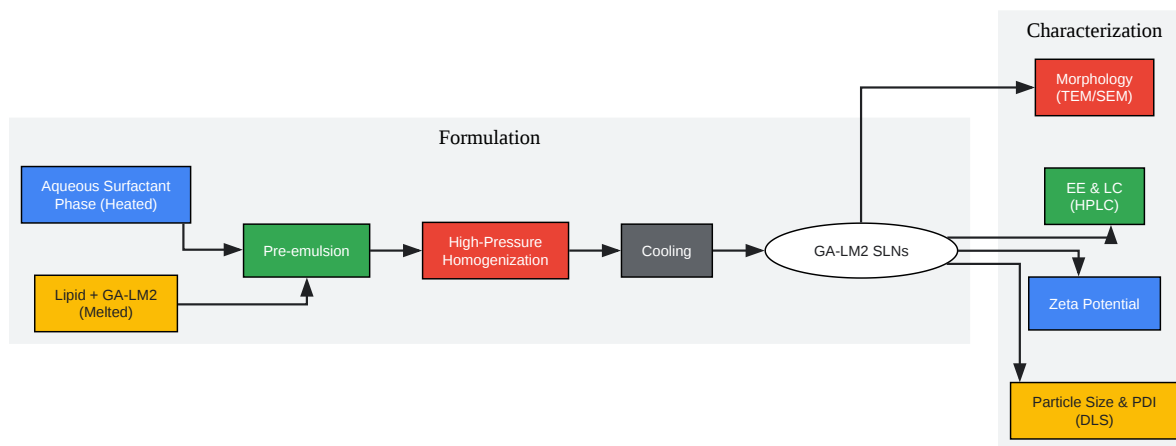 Characterization
Morphology
(TEM/SEM)
Formulation
Aqueous Surfactant
Phase (Heated)
EE & LC
(HPLC)
Pre-emulsion
High-Pressure
Homogenization
Cooling
GA-LM2 SLNs
Lipid + GA-LM2
(Melted)
Zeta Potential
Particle Size & PDI
(DLS)